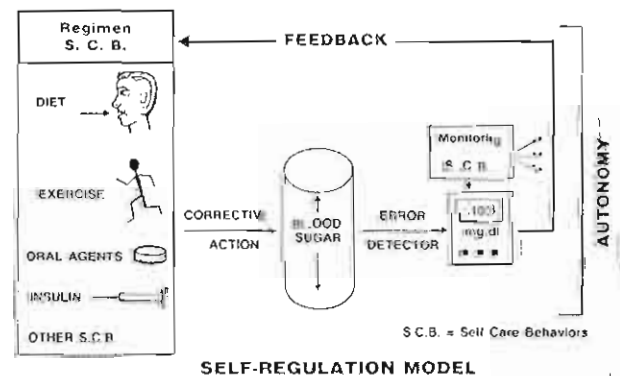 Regimen
S. C. B.
FEEDBACK
DIET
EXERCISE
ORAL AGENTS
INSULIN
OTHER S.C.B.
CORRECTIVE
ACTION
BLOOD
SUGAR
ERROR
DETECTOR
Monitoring
S.C.B.
mg.dl
AUTONOMY
S.C.B. = Self Care Behaviors
SELF-REGULATION MODEL